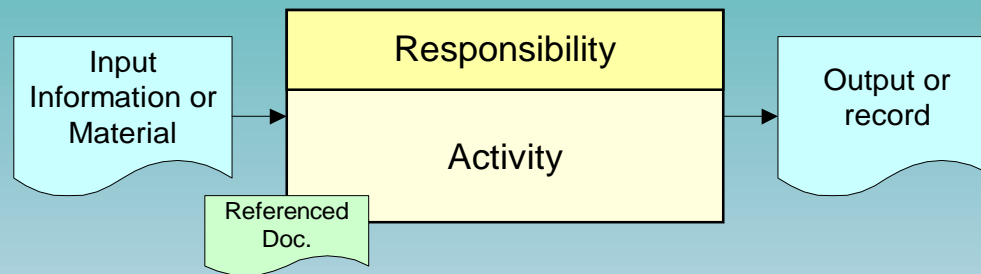 Input
Information or
Material
Responsibility
Activity
Referenced
Doc.
Output or
record